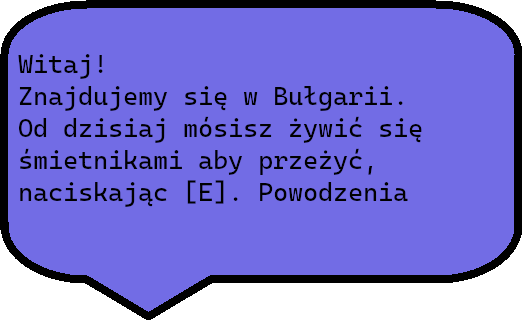 Witaj!
Znajdujemy się w Bułgarii.
Od dzisiaj mósisz żywić się
śmietnikami aby przeżyć,
naciskając [E]. Powodzenia